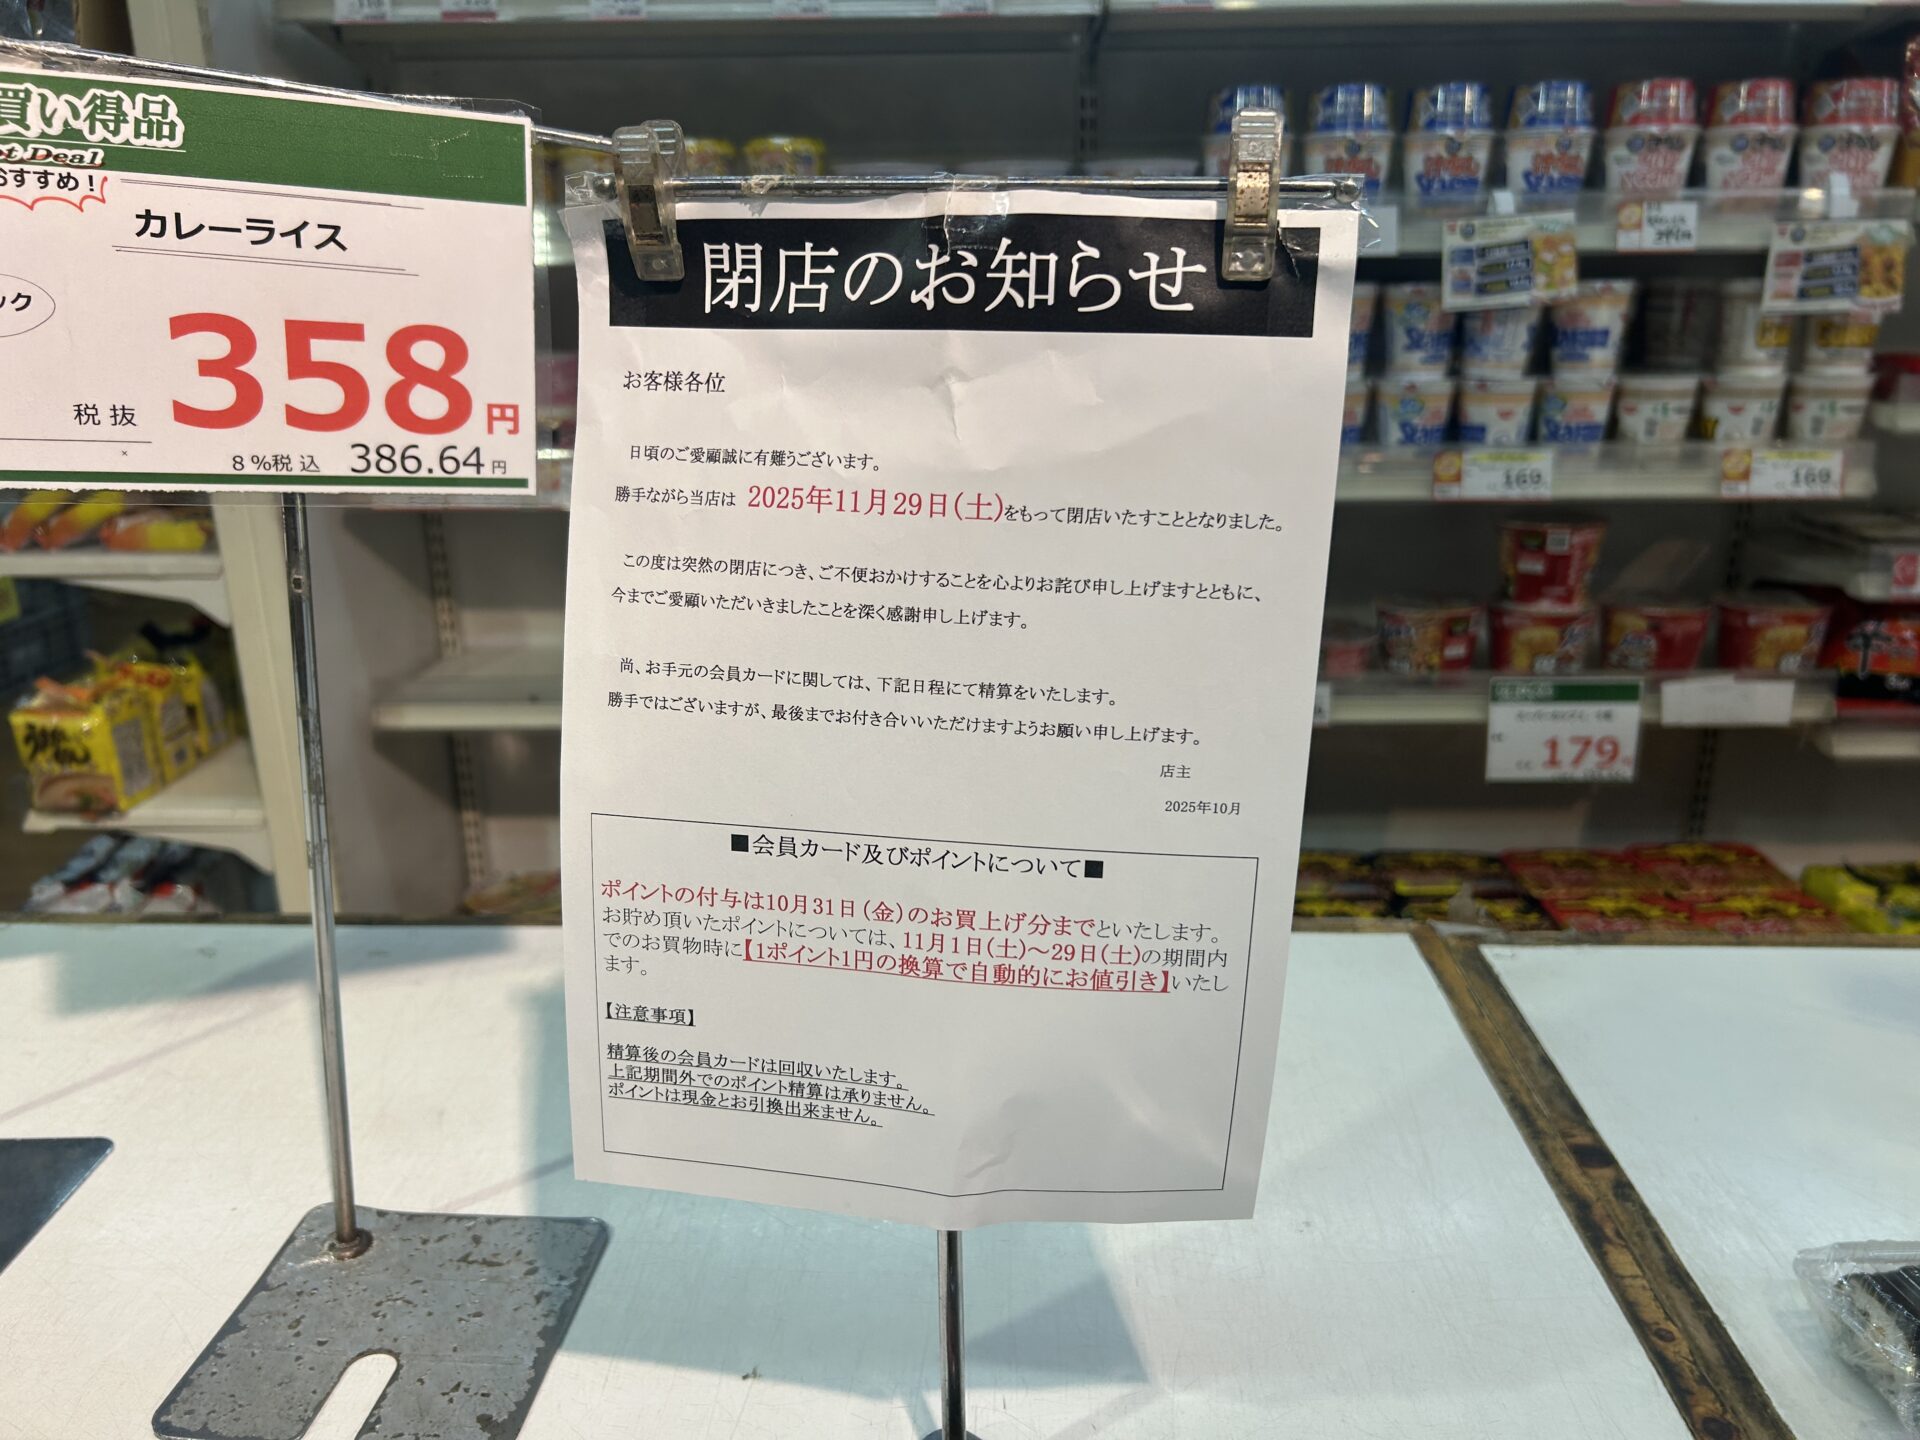 買い得品
ot Deal
おすすめ！
カレーライス
ック
税抜 358円
8%税込 386.64円
閉店のお知らせ
お客様各位
日頃のご愛顧誠に有難うございます。
勝手ながら当店は 2025年11月29日(土)をもって閉店いたすこととなりました。
この度は突然の閉店につき、ご不便おかけすることを心よりお詫び申し上げますとともに、
今までご愛顧いただいきましたことを深く感謝申し上げます。
尚、お手元の会員カードに関しては、下記日程にて精算をいたします。
勝手ではございますが、最後までお付き合いいただけますようお願い申し上げます。
店主
2025年10月
■会員カード及びポイントについて■
ポイントの付与は10月31日(金)のお買上げ分までといたします。
お貯め頂いたポイントについては、11月1日(土)～29日(土)の期間内
でのお買物時に【1ポイント1円の換算で自動的にお値引き】いたし
ます。
【注意事項】
精算後の会員カードは回収いたします。
上記期間外でのポイント精算は承りません。
ポイントは現金とお引換出来ません。
169
169
179